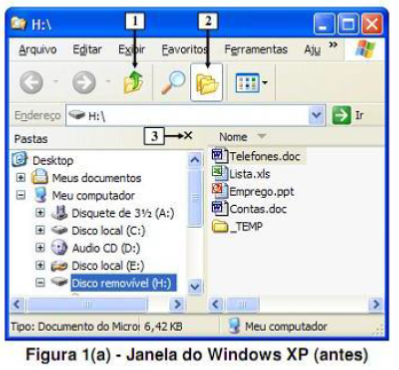 H:\
1
2
Arquivo Editar Exibir Favoritos Ferramentas Aju »
Endereço H:\ Ir
Pastas
3
Nome
Desktop
Meus documentos
Meu computador
Disquete de 3½ (A:)
Disco local (C:)
Audio CD (D:)
Disco local (E:)
Disco removível (H:)
Telefones.doc
Lista.xls
Emprego.ppt
Contas.doc
_TEMP
Tipo: Documento do Micro: 6,42 KB Meu computador
Figura 1(a) - Janela do Windows XP (antes)